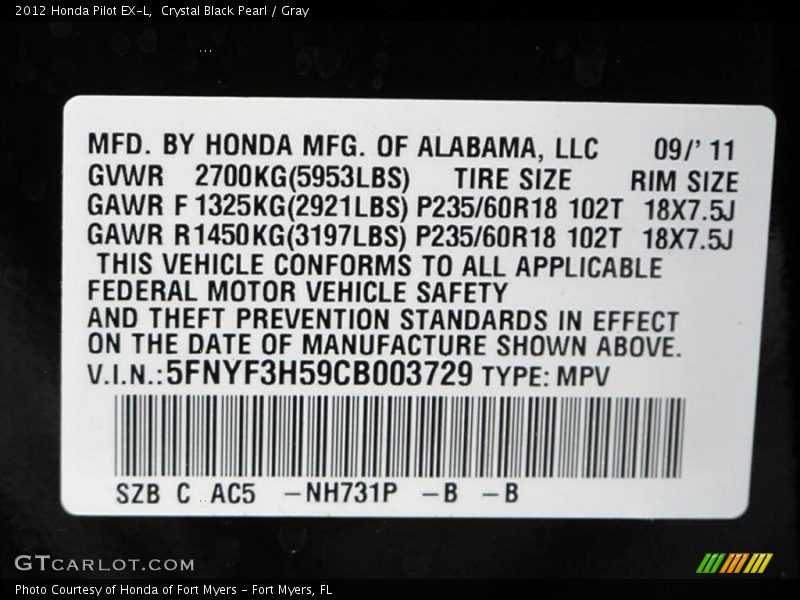 2012 Honda Pilot EX-L, Crystal Black Pearl / Gray
MFD. BY HONDA MFG. OF ALABAMA, LLC 09/' 11
GVWR 2700KG(5953LBS) TIRE SIZE RIM SIZE
GAWR F 1325KG(2921LBS) P235/60R18 102T 18X7.5J
GAWR R1450KG(3197LBS) P235/60R18 102T 18X7.5J
THIS VEHICLE CONFORMS TO ALL APPLICABLE
FEDERAL MOTOR VEHICLE SAFETY
AND THEFT PREVENTION STANDARDS IN EFFECT
ON THE DATE OF MANUFACTURE SHOWN ABOVE.
V.I.N.:5FNYF3H59CB003729 TYPE: MPV
SZB C AC5 -NH731P -B -B
GTCARLOT.COM
Photo Courtesy of Honda of Fort Myers - Fort Myers, FL